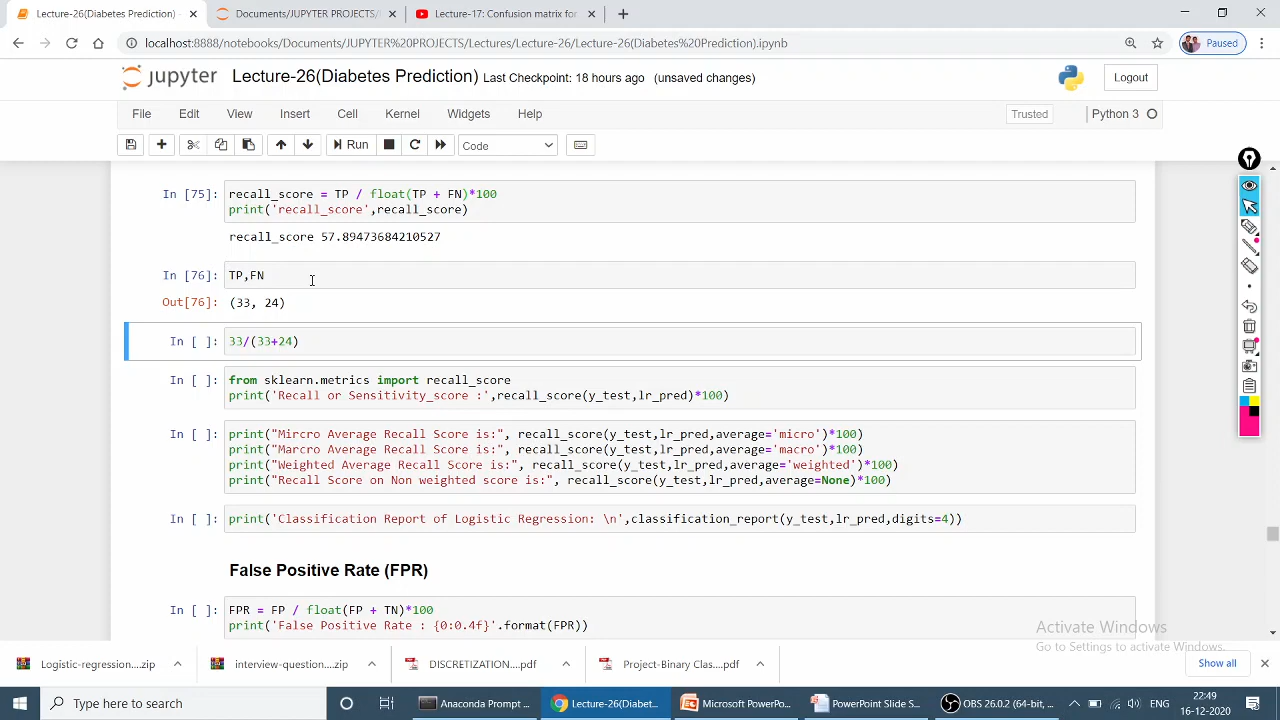 Lecture-26(Diabetes Prediction)
Documents/JUPYTER PROJECTS/
Lecture-17: Confusion matrix for
localhost:8888/notebooks/Documents/JUPYTER%20PROJECTS/Lectures/Lecture-26/Lecture-26(Diabetes%20Prediction).ipynb
Paused
jupyter Lecture-26(Diabetes Prediction) Last Checkpoint: 18 hours ago (unsaved changes)
Logout
File Edit View Insert Cell Kernel Widgets Help
Trusted
Python 3
Run
Code
In [75]: recall_score = TP / float(TP + FN)*100
print('recall_score',recall_score)
recall_score 57.89473684210527
In [76]: TP,FN
Out[76]: (33, 24)
In [ ]: 33/(33+24)
In [ ]: from sklearn.metrics import recall_score
print('Recall or Sensitivity_score :',recall_score(y_test,lr_pred)*100)
In [ ]: print("Mircro Average Recall Score is:", recall_score(y_test,lr_pred,average='micro')*100)
print("Marcro Average Recall Score is:", recall_score(y_test,lr_pred,average='macro')*100)
print("Weighted Average Recall Score is:", recall_score(y_test,lr_pred,average='weighted')*100)
print("Recall Score on Non weighted score is:", recall_score(y_test,lr_pred,average=None)*100)
In [ ]: print('Classification Report of Logistic Regression: \n',classification_report(y_test,lr_pred,digits=4))
False Positive Rate (FPR)
In [ ]: FPR = FP / float(FP + TN)*100
print('False Positive Rate : {0:0.4f}'.format(FPR))
Activate Windows
Go to Settings to activate Windows.
Logistic-regression....zip
interview-question....zip
DISCRETIZATION....pdf
Project-Binary Clas....pdf
Show all
Type here to search
Anaconda Prompt ...
Lecture-26(Diabet...
Microsoft PowerPo...
PowerPoint Slide S...
OBS 26.0.2 (64-bit, ...
ENG
22:49
16-12-2020